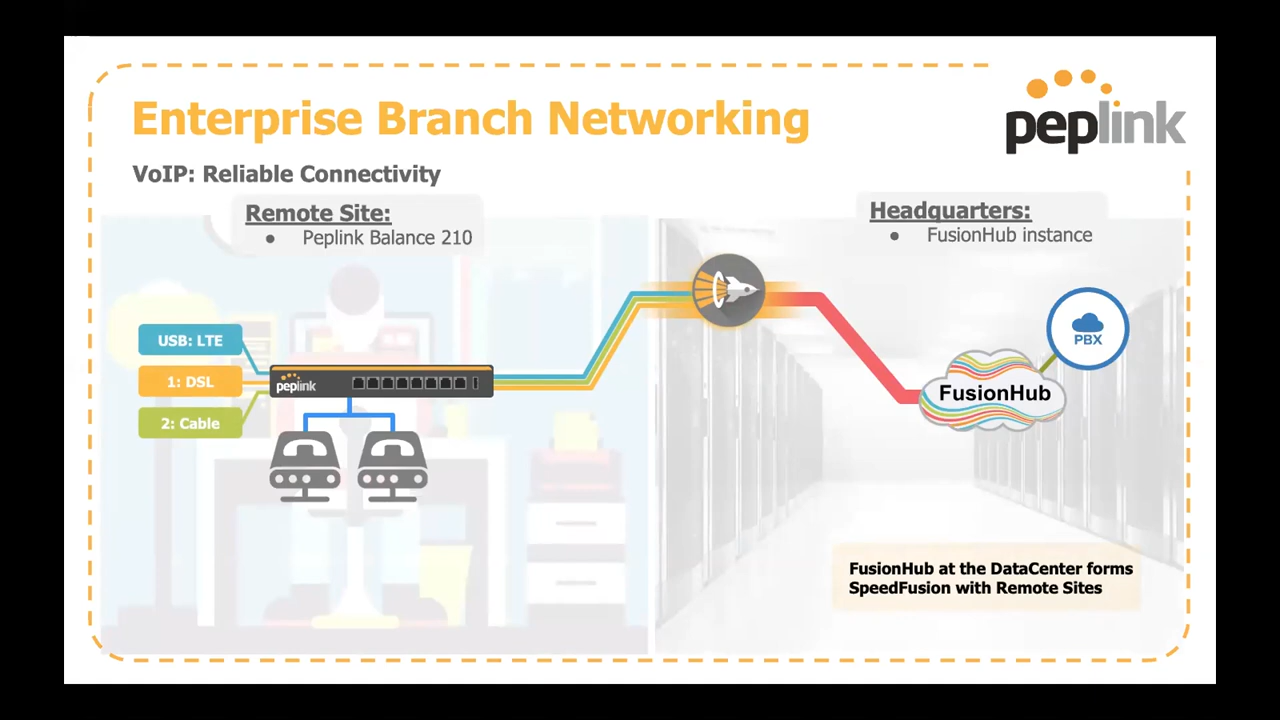 Enterprise Branch Networking
peplink
VoIP: Reliable Connectivity
Remote Site:
● Peplink Balance 210
Headquarters:
● FusionHub instance
USB: LTE
1: DSL
2: Cable
peplink
PBX
FusionHub
FusionHub at the DataCenter forms
SpeedFusion with Remote Sites